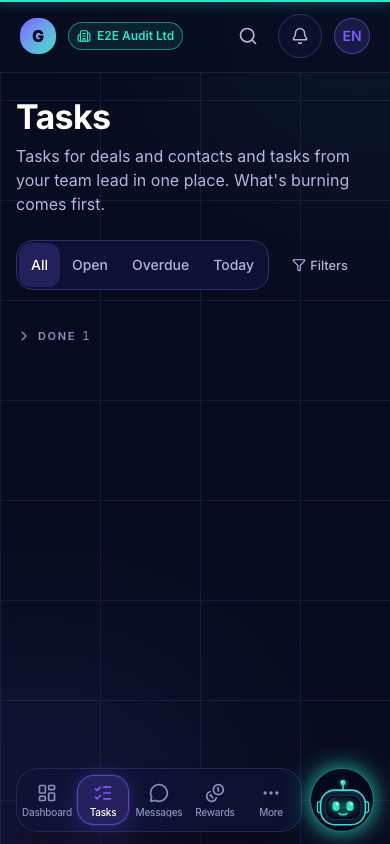 G
E2E Audit Ltd
EN
Tasks
Tasks for deals and contacts and tasks from
your team lead in one place. What's burning
comes first.
All
Open
Overdue
Today
Filters
DONE 1
Dashboard
Tasks
Messages
Rewards
More